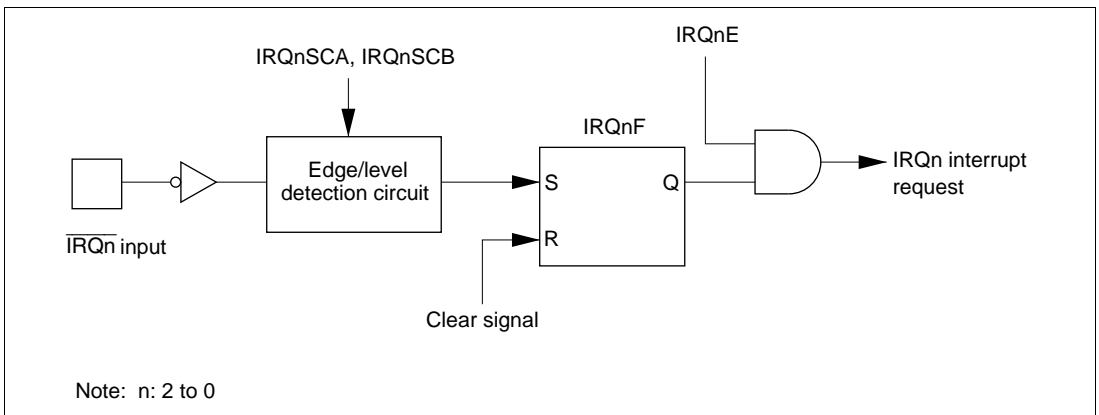 IRQnE
IRQnSCA, IRQnSCB
IRQnF
Edge/level
detection circuit
S
Q
R
IRQn interrupt
request
IRQn input
Clear signal
Note: n: 2 to 0